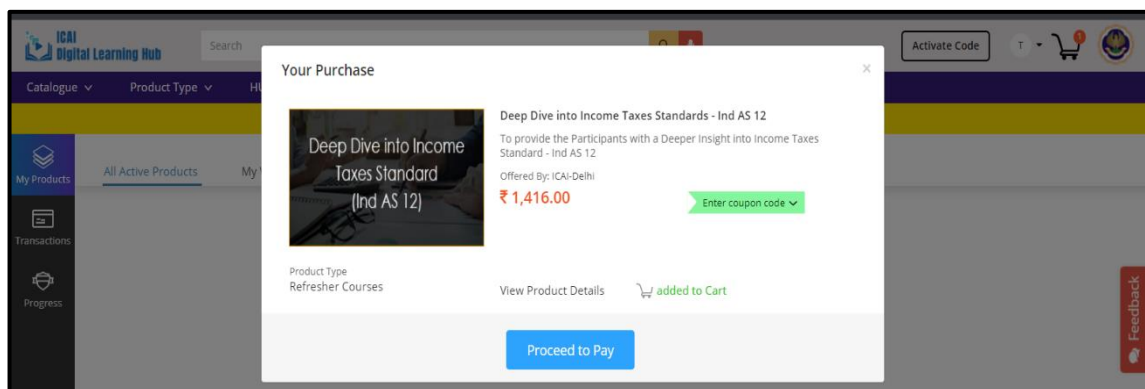 ICAI
Digital Learning Hub
Search
Activate Code
T
1
Catalogue
Product Type
My Products
All Active Products
My
Transactions
Progress
Your Purchase
×
Deep Dive into Income
Taxes Standard
(Ind AS 12)
Deep Dive into Income Taxes Standards - Ind AS 12
To provide the Participants with a Deeper Insight into Income Taxes
Standard - Ind AS 12
Offered By: ICAI-Delhi
₹ 1,416.00
Enter coupon code
Product Type
Refresher Courses
View Product Details
added to Cart
Proceed to Pay
Feedback